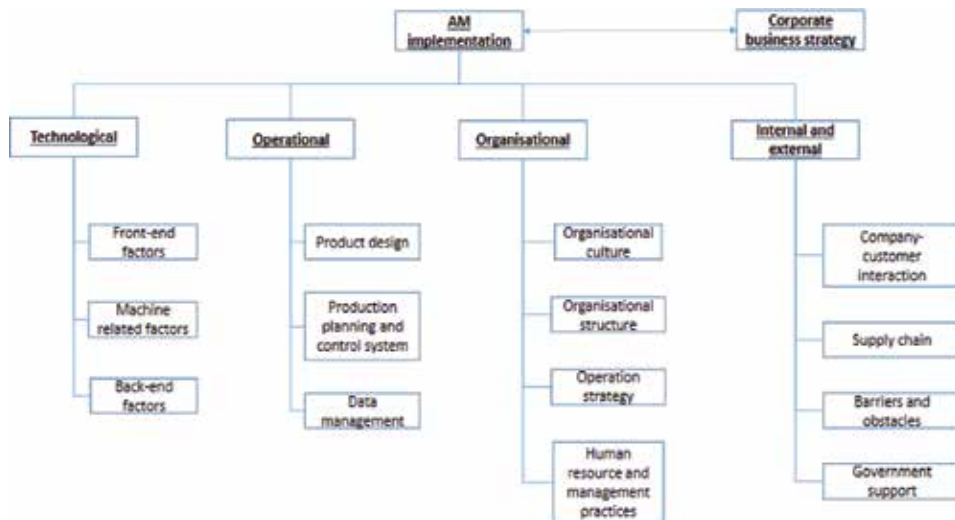 AM
implementation
Corporate
business strategy
Technological
Operational
Organisational
Internal and
external
Front-end
factors
Machine
related factors
Back-end
factors
Product design
Production
planning and
control system
Data
management
Organisational
culture
Organisational
structure
Operation
strategy
Human
resource and
management
practices
Company-
customer
interaction
Supply chain
Barriers and
obstacles
Government
support